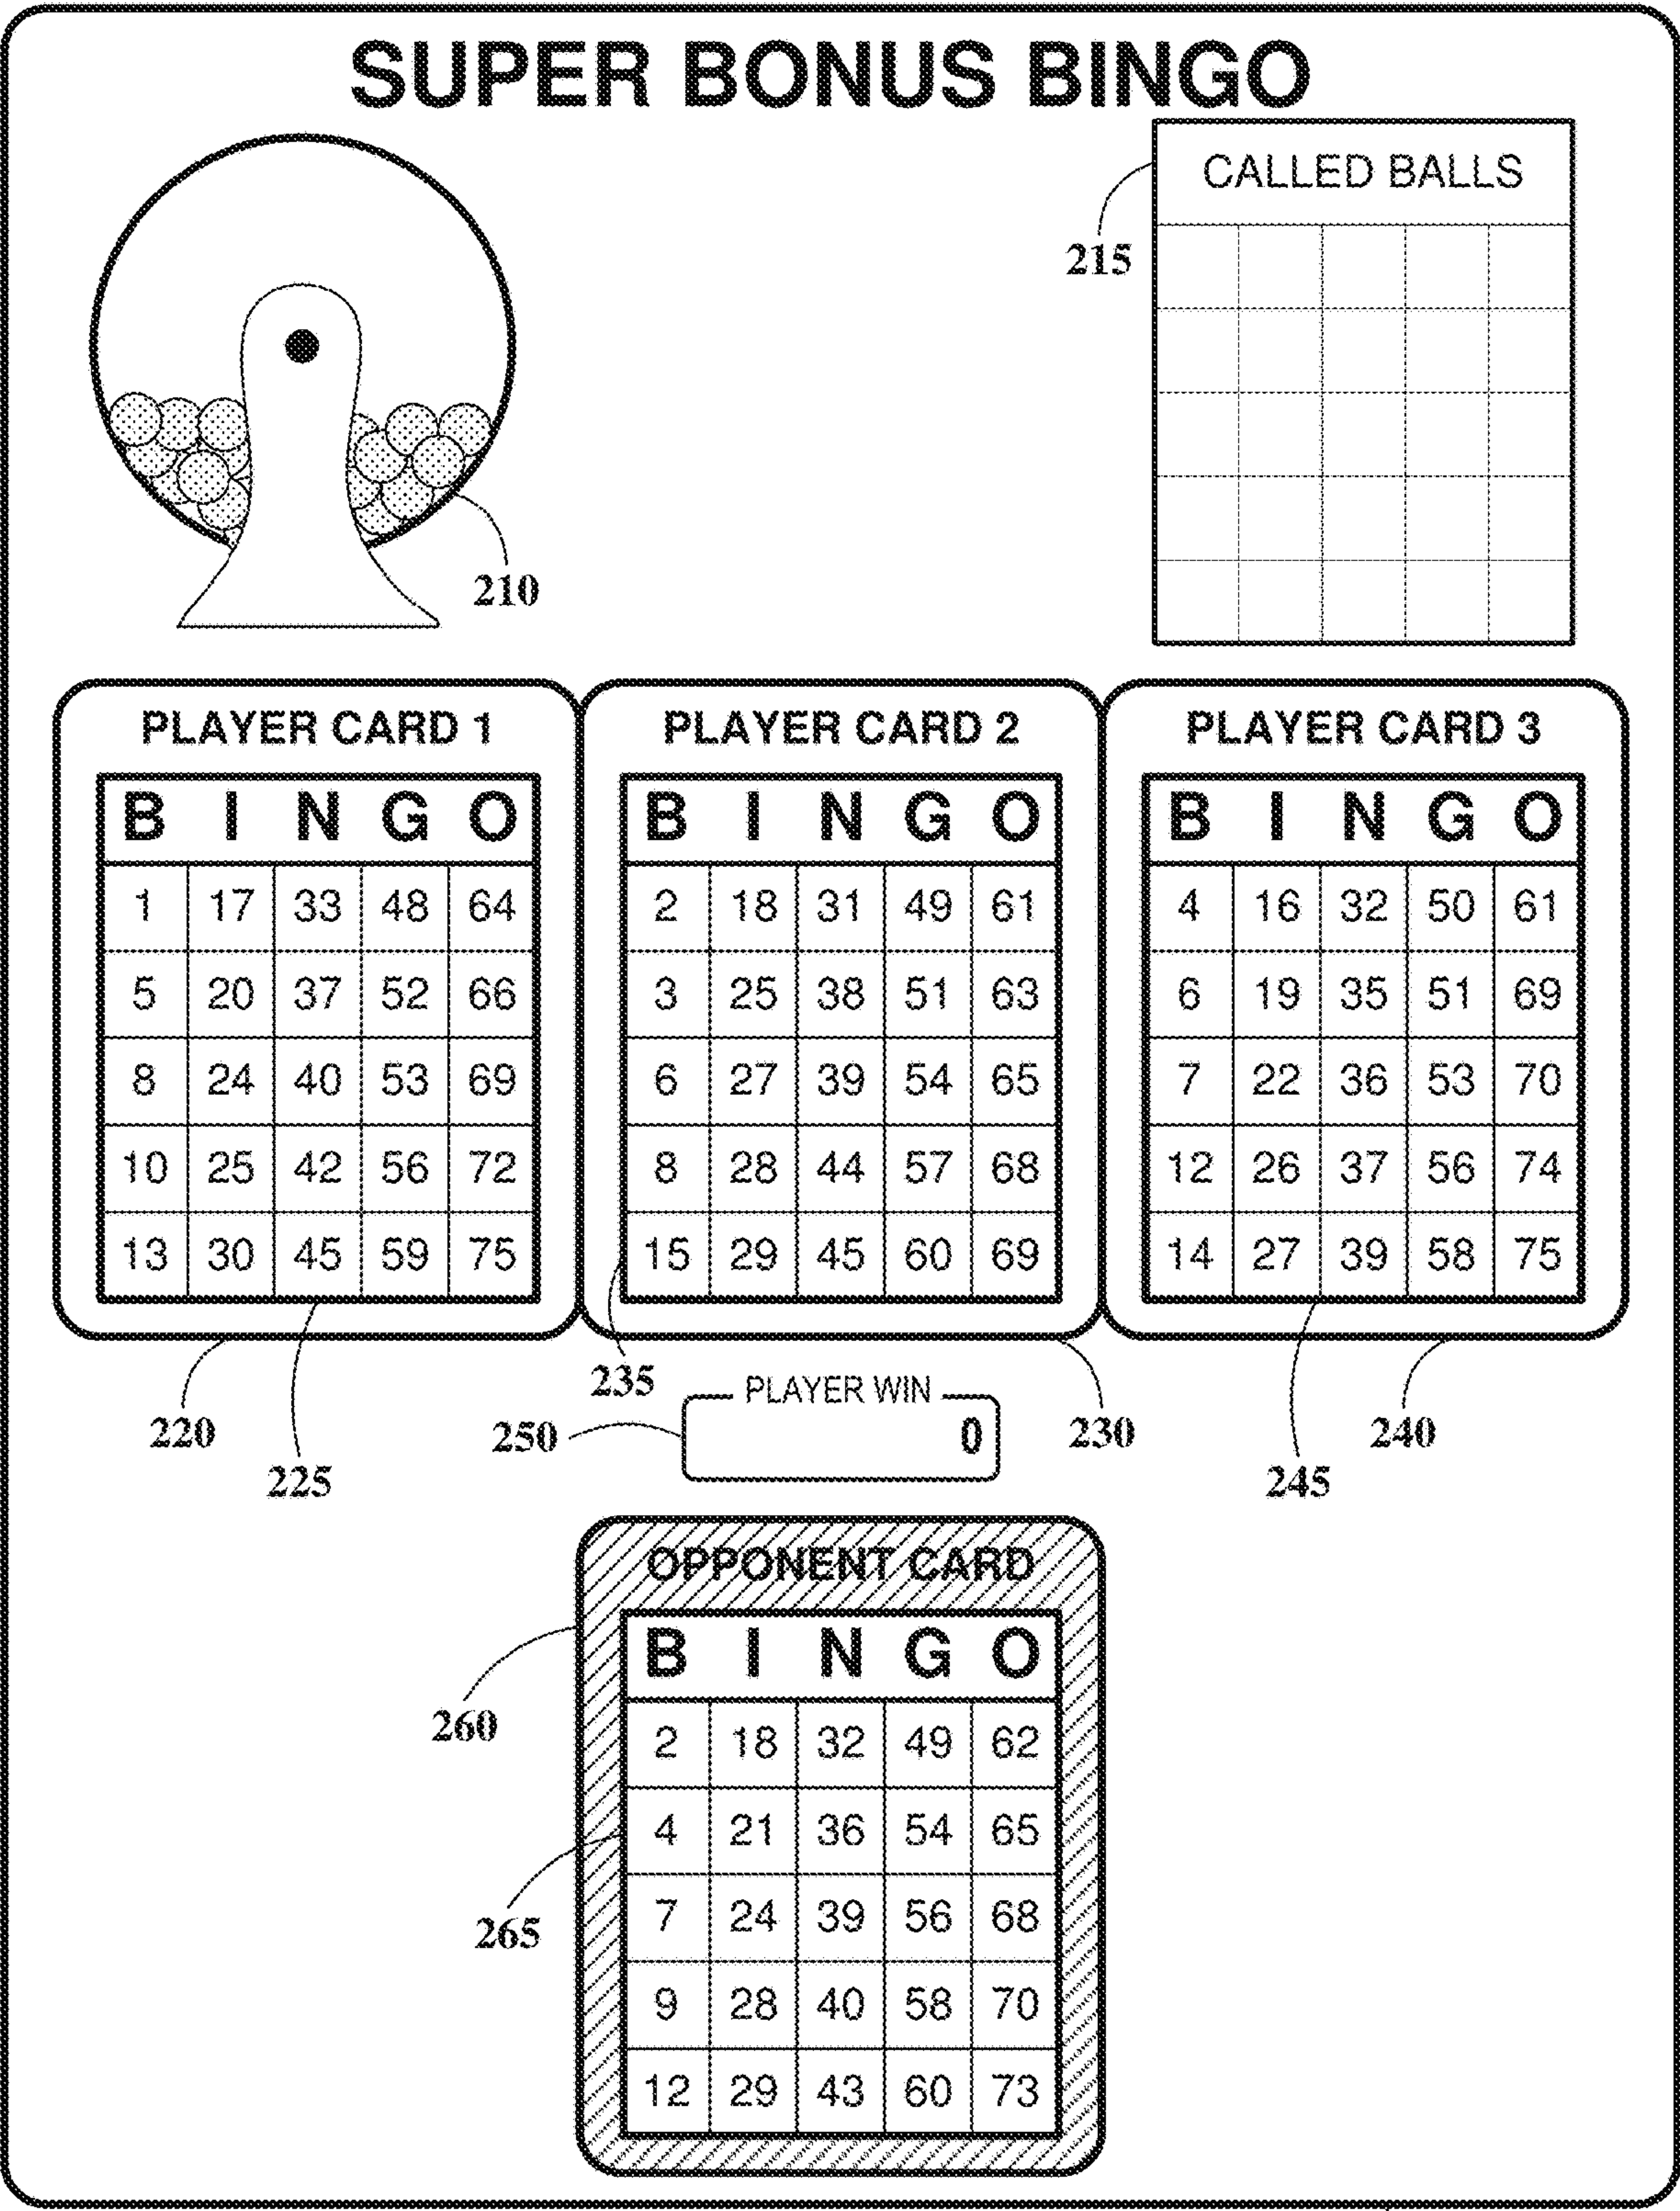 SUPER BONUS BINGO
CALLED BALLS
215
210
PLAYER CARD 1
B I N G O
1 17 33 48 64
5 20 37 52 66
8 24 40 53 69
10 25 42 56 72
13 30 45 59 75
PLAYER CARD 2
B I N G O
2 18 31 49 61
3 25 38 51 63
6 27 39 54 65
8 28 44 57 68
15 29 45 60 69
PLAYER CARD 3
B I N G O
4 16 32 50 61
6 19 35 51 69
7 22 36 53 70
12 26 37 56 74
14 27 39 58 75
220
225
235
PLAYER WIN
250
0
230
240
245
OPPONENT CARD
B I N G O
2 18 32 49 62
4 21 36 54 65
7 24 39 56 68
9 28 40 58 70
12 29 43 60 73
260
265